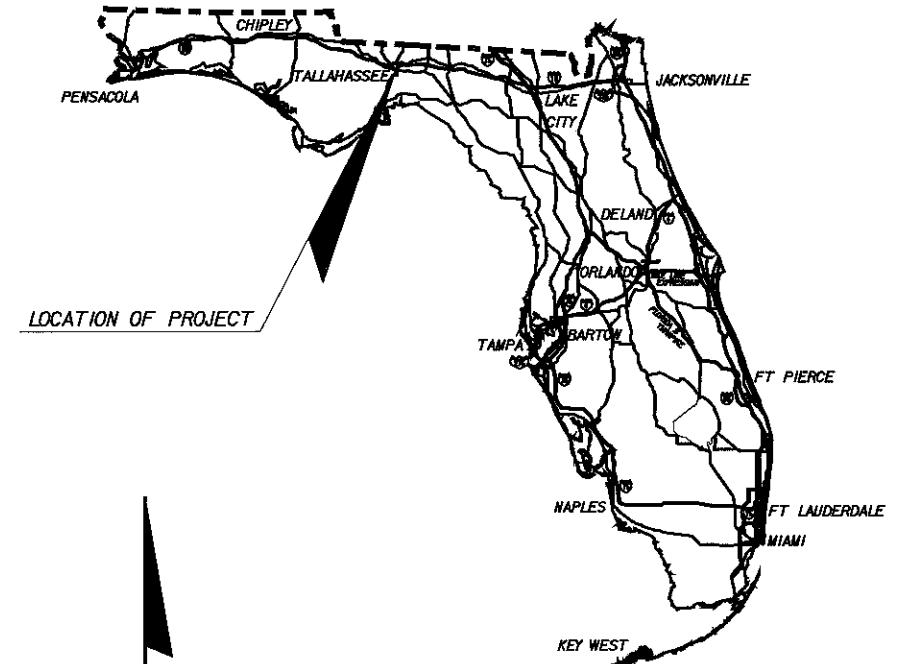 CHIPLEY
TALLAHASSEE
PENSACOLA
JACKSONVILLE
LAKE
CITY
DELAND
ORLANDO
LOCATION OF PROJECT
BARTOW
TAMPA
FT PIERCE
NAPLES
FT LAUDERDALE
MIAMI
KEY WEST